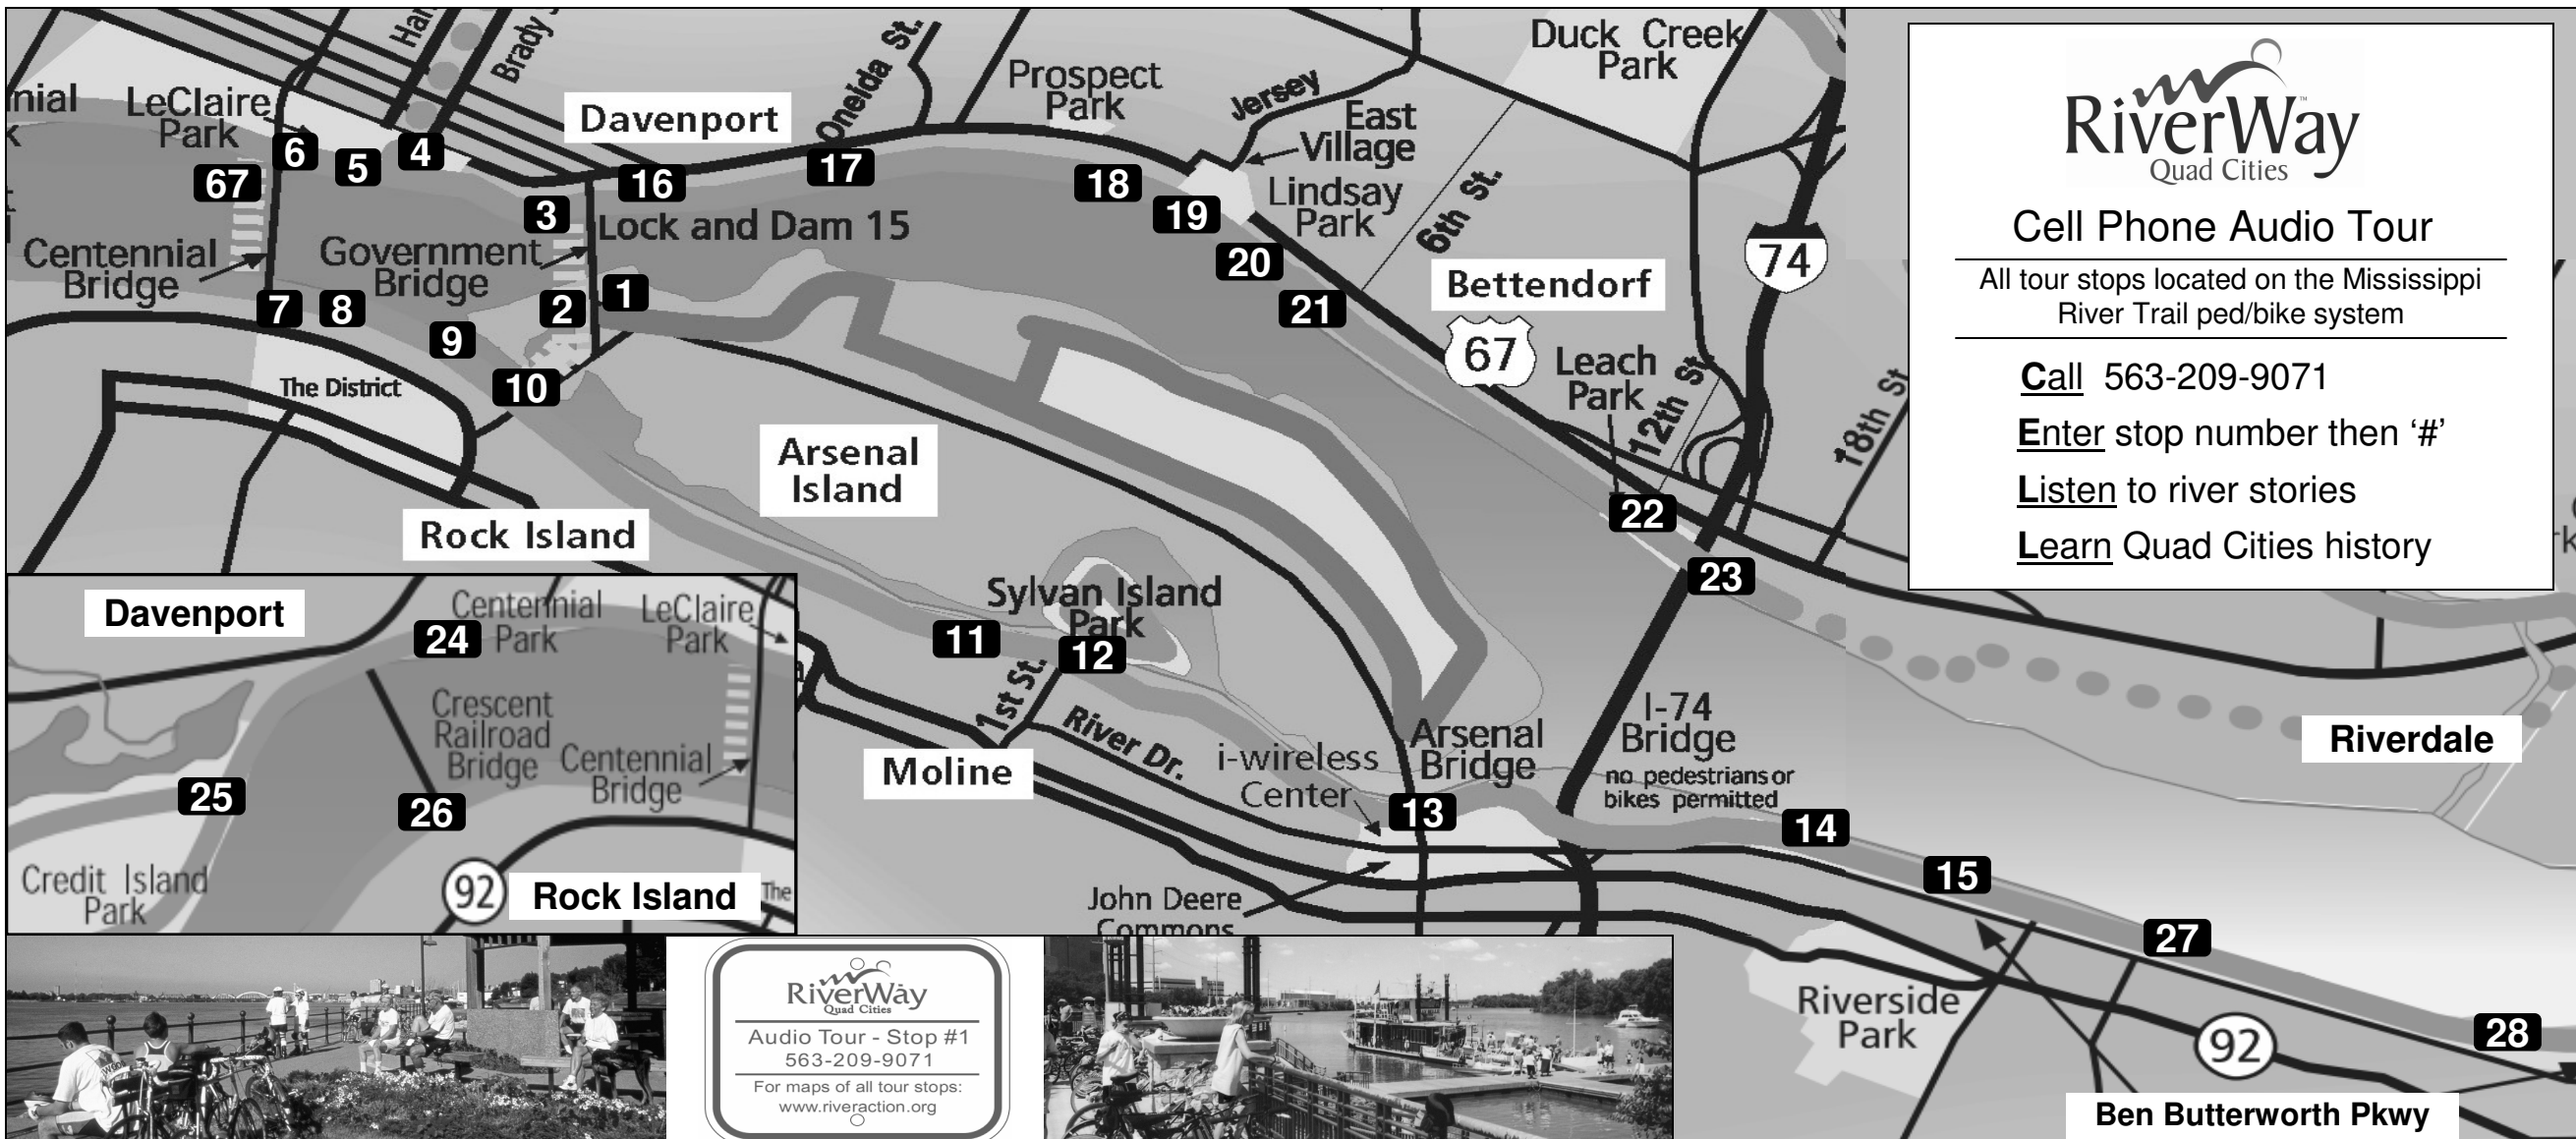 nial
k
LeClaire
Park
Brady
Davenport
Oneida St.
Prospect
Park
Jersey
East
Village
Lindsay
Park
Duck Creek
Park
6th St.
74
67
6
5
4
16
17
18
19
3
Lock and Dam 15
Centennial
Bridge
Government
Bridge
20
21
7
8
2
1
9
10
The District
Bettendorf
67
Leach
Park
12th St.
18th St
22
23
Arsenal
Island
Rock Island
Sylvan Island
Park
11
12
1st St.
River Dr.
Moline
i-wireless
Center
Arsenal
Bridge
I-74
Bridge
no pedestrians or
bikes permitted
13
14
15
John Deere
Commons
27
28
Riverdale
Riverside
Park
92
Ben Butterworth Pkwy
RiverWay™
Quad Cities
Cell Phone Audio Tour
All tour stops located on the Mississippi
River Trail ped/bike system
Call 563-209-9071
Enter stop number then ‘#’
Listen to river stories
Learn Quad Cities history
Davenport
24
Centennial
Park
LeClaire
Park
Crescent
Railroad
Bridge
Centennial
Bridge
25
26
Credit Island
Park
92
Rock Island
The
RiverWay
Quad Cities
Audio Tour - Stop #1
563-209-9071
For maps of all tour stops:
www.riveraction.org